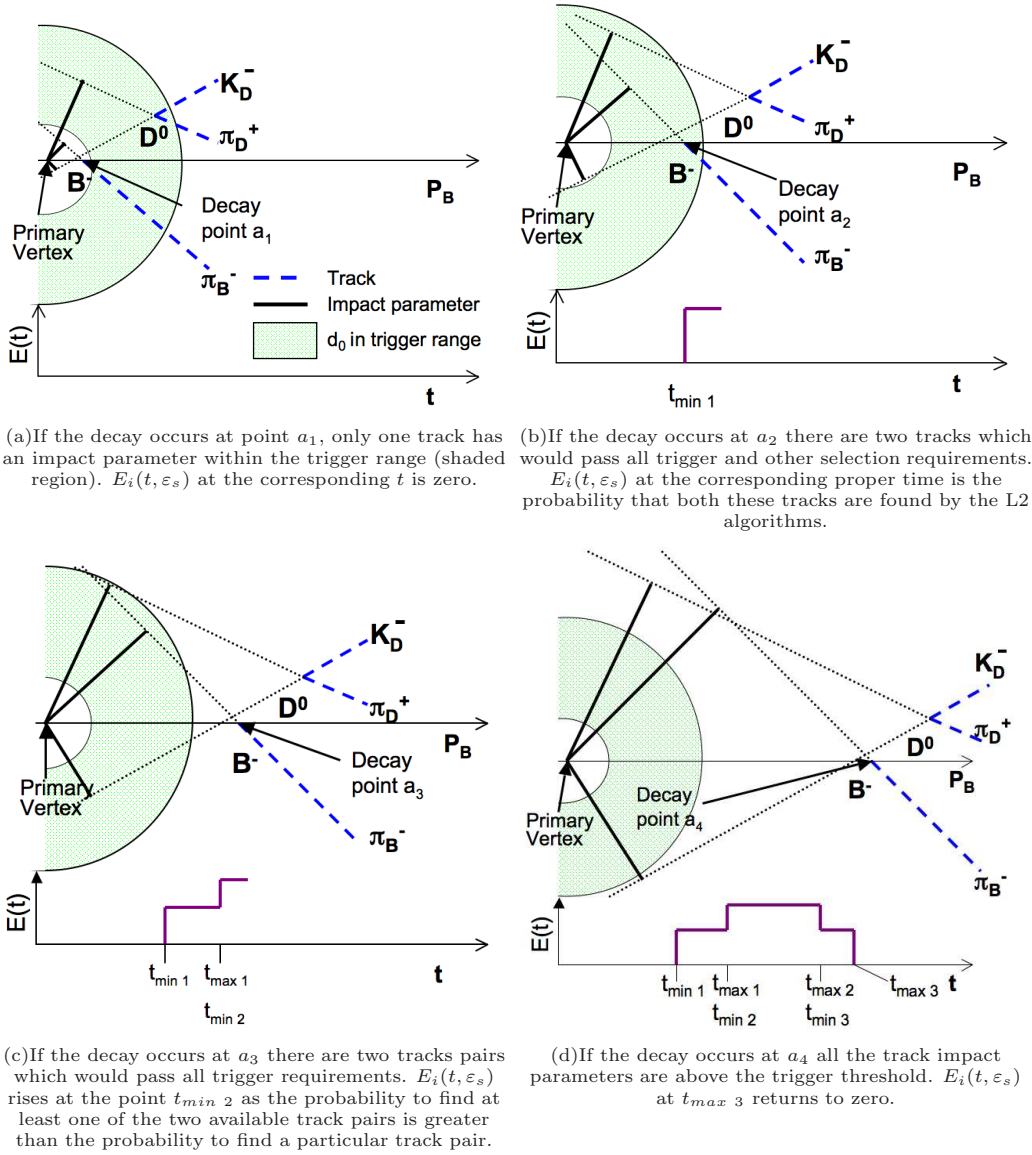 K_D^-
D^0
π_D^+
B^-
P_B
Decay
point a_1
Primary
Vertex
π_B^-
Track
Impact parameter
d_0 in trigger range
E(t)
t
(a)If the decay occurs at point a_1, only one track has
an impact parameter within the trigger range (shaded
region). E_i(t, ε_s) at the corresponding t is zero.
K_D^-
D^0
π_D^+
B^-
P_B
Decay
point a_2
Primary
Vertex
π_B^-
E(t)
t
t_min 1
(b)If the decay occurs at a_2 there are two tracks which
would pass all trigger and other selection requirements.
E_i(t, ε_s) at the corresponding proper time is the
probability that both these tracks are found by the L2
algorithms.
K_D^-
D^0
π_D^+
P_B
B^-
Decay
point a_3
Primary
Vertex
π_B^-
E(t)
t_min 1
t_max 1
t
t_min 2
(c)If the decay occurs at a_3 there are two tracks pairs
which would pass all trigger requirements. E_i(t, ε_s)
rises at the point t_min 2 as the probability to find at
least one of the two available track pairs is greater
than the probability to find a particular track pair.
K_D^-
π_D^+
D^0
P_B
B^-
Decay
point a_4
Primary
Vertex
π_B^-
E(t)
t_min 1
t_max 1
t_max 2
t_max 3
t
t_min 2
t_min 3
(d)If the decay occurs at a_4 all the track impact
parameters are above the trigger threshold. E_i(t, ε_s)
at t_max 3 returns to zero.